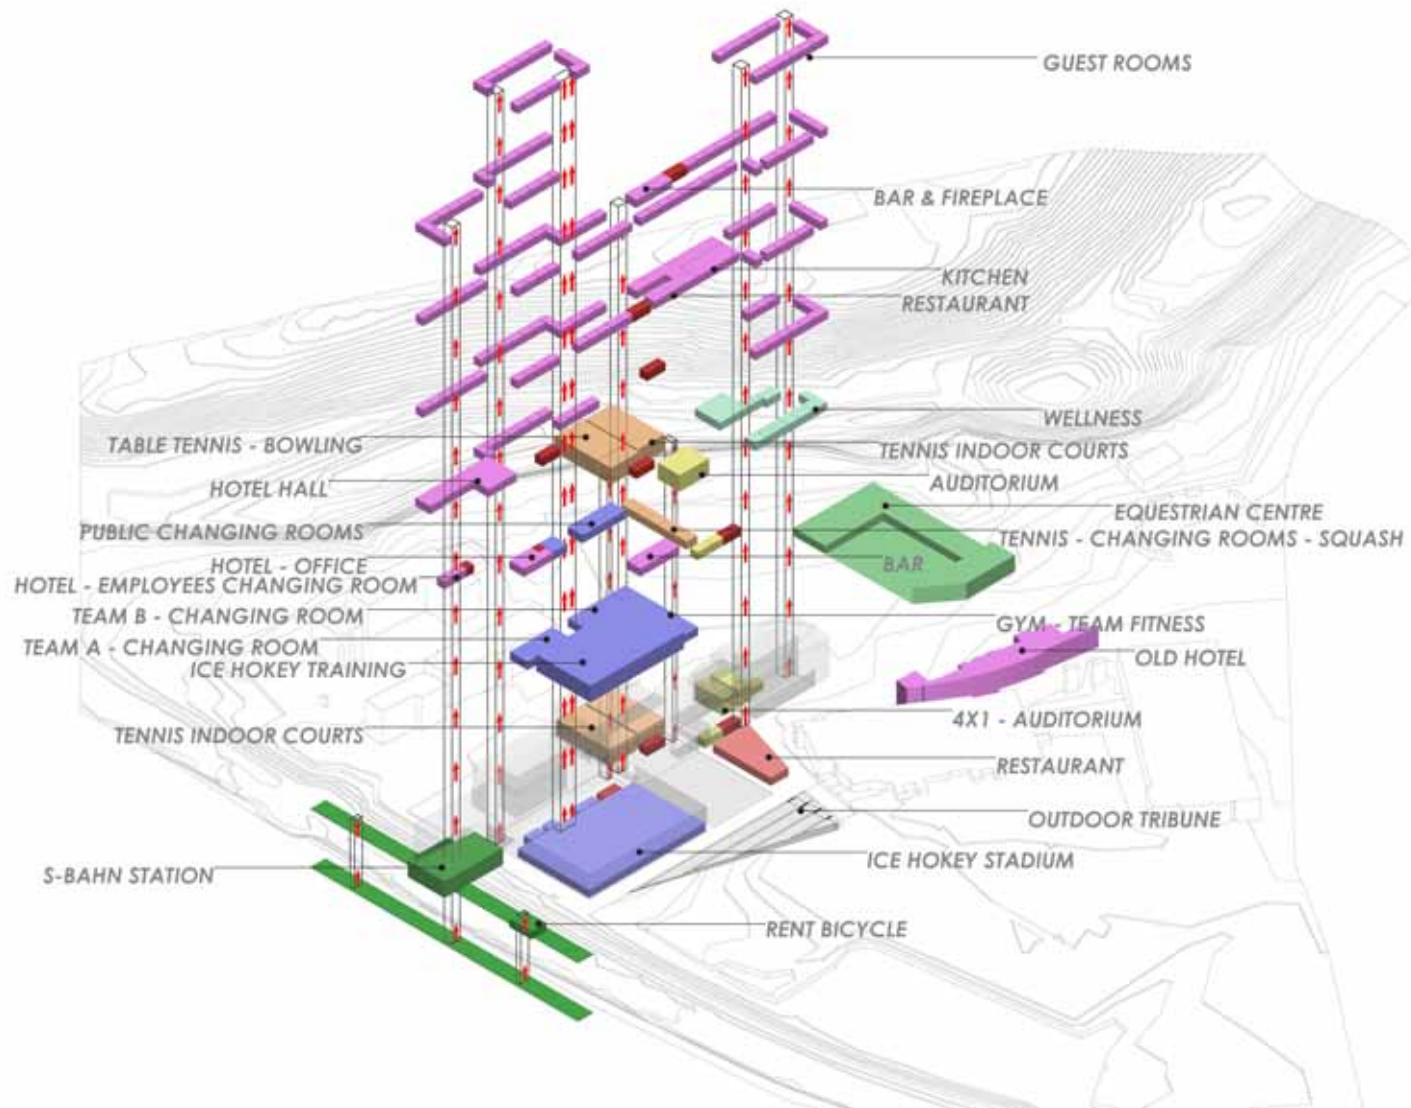 GUEST ROOMS
BAR & FIREPLACE
KITCHEN
RESTAURANT
WELLNESS
TABLE TENNIS - BOWLING
TENNIS INDOOR COURTS
AUDITORIUM
HOTEL HALL
EQUESTRIAN CENTRE
PUBLIC CHANGING ROOMS
TENNIS - CHANGING ROOMS - SQUASH
HOTEL - OFFICE
BAR
HOTEL - EMPLOYEES CHANGING ROOM
TEAM B - CHANGING ROOM
GYM - TEAM FITNESS
TEAM A - CHANGING ROOM
OLD HOTEL
ICE HOKEY TRAINING
4X1 - AUDITORIUM
TENNIS INDOOR COURTS
RESTAURANT
OUTDOOR TRIBUNE
ICE HOKEY STADIUM
S-BAHN STATION
RENT BICYCLE